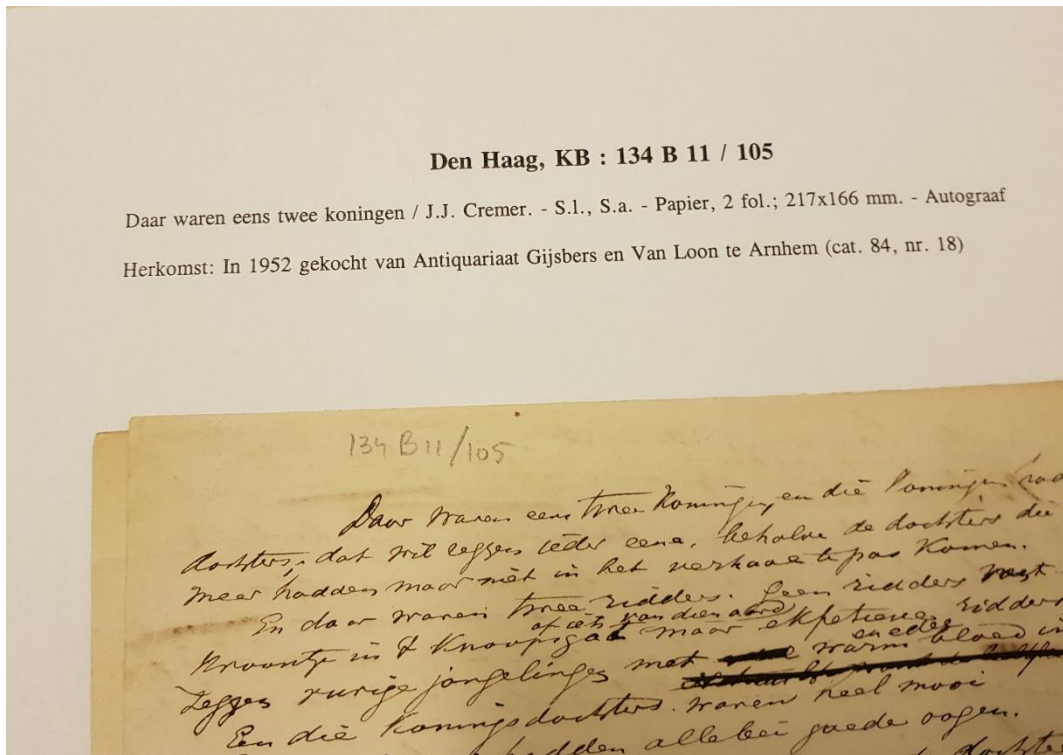 Den Haag, KB : 134 B 11 / 105
Daar waren eens twee koningen / J.J. Cremer. - S.l., S.a. - Papier, 2 fol.; 217x166 mm. - Autograaf
Herkomst: In 1952 gekocht van Antiquariaat Gijsbers en Van Loon te Arnhem (cat. 84, nr. 18)
134 B 11/105
Daar waren eens twee Koningen, en die Koningen
dochters, dat wil zeggen ieder eene, behalve de dochters die
meer hadden maar niet in het verhaal te pas komen.
En daar waren twee ridders. Geen ridders
of iets van dien aard
Kroontje in 't Knoopsgat maar ridders
en edel
zeggen jongelingen met warm bloed in
En die Koningsdochters waren heel mooi
hadden allebei goede oogen.